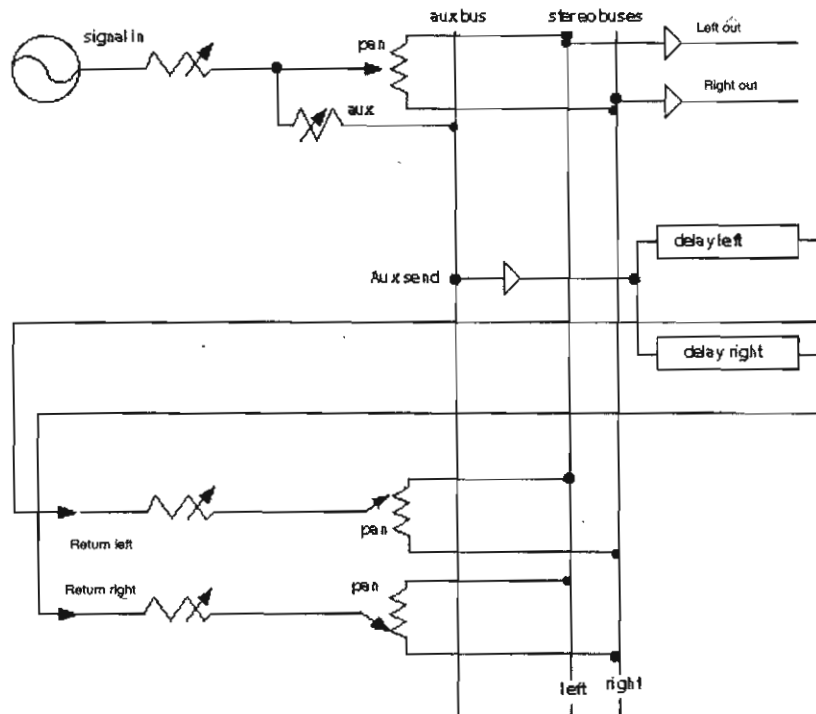 aux bus
stereo buses
signal in
pan
Left out
Right out
aux
delay left
Aux send
delay right
pan
Return left
Return right
pan
left
right